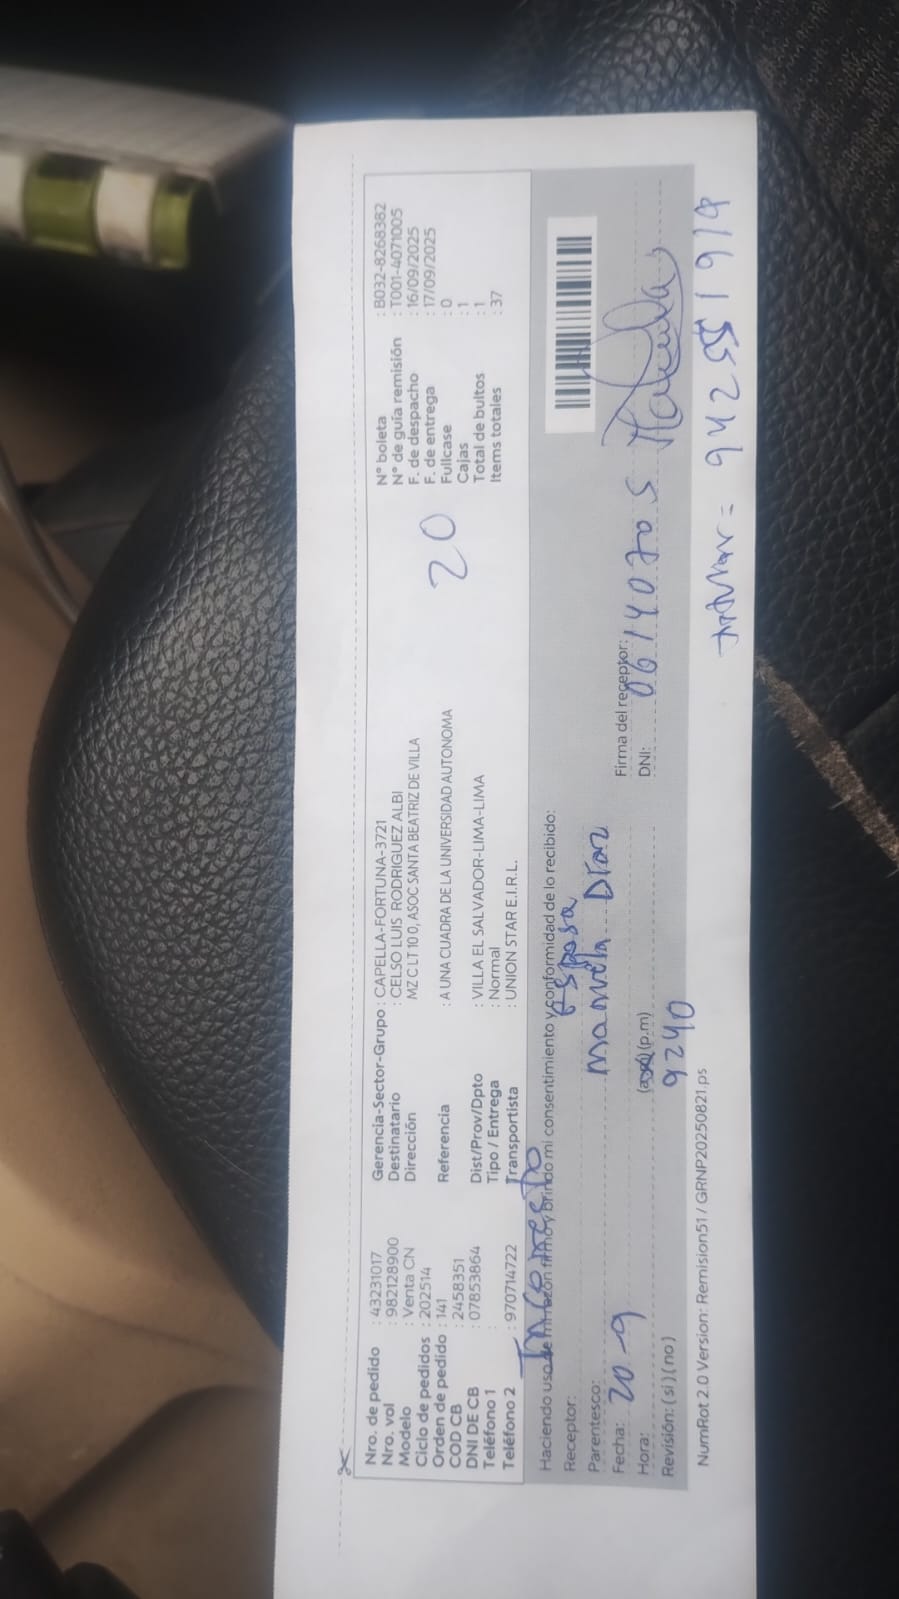 Nro. de pedido : 43231017
Nro. vol : 982128900
Modelo : Venta CN
Ciclo de pedidos : 202514
Orden de pedido : 141
COD CB : 2458351
DNI DE CB : 07853864
Teléfono 1 :
Teléfono 2 : 970714722
Gerencia-Sector-Grupo : CAPELLA-FORTUNA-3721
Destinatario : CELSO LUIS RODRIGUEZ ALBI
Dirección MZ C LT 10 0, ASOC SANTA BEATRIZ DE VILLA
Referencia : A UNA CUADRA DE LA UNIVERSIDAD AUTONOMA
Dist/Prov/Dpto : VILLA EL SALVADOR-LIMA-LIMA
Tipo / Entrega : Normal
Transportista : UNION STAR E.I.R.L.
N° boleta : B032-8268382
N° de guía remisión : T001-4071005
F. de despacho : 16/09/2025
F. de entrega : 17/09/2025
Fullcase : 0
Cajas : 1
Total de bultos : 1
Items totales : 37
20
Haciendo uso de mi razón firmo y brindo mi consentimiento y conformidad de lo recibido:
Receptor:
Esposa
Parentesco: Manuela Diaz
Fecha: 20-9
Hora: (p.m)
9240
Revisión: ( si ) ( no )
Firma del receptor:
DNI: 06140705
NumRot 2.0 Version: Remision51 / GRNP20250821.ps
= 942551919